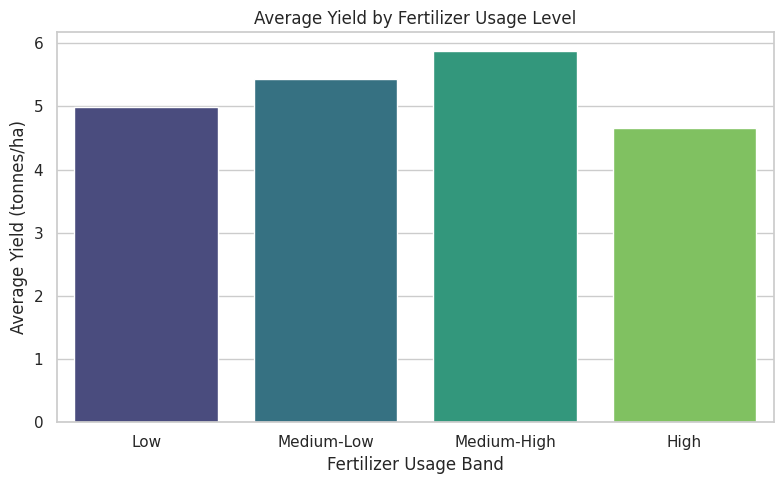 Average Yield by Fertilizer Usage Level
Average Yield (tonnes/ha)
6
5
4
3
2
1
0
Low
Medium-Low
Medium-High
High
Fertilizer Usage Band